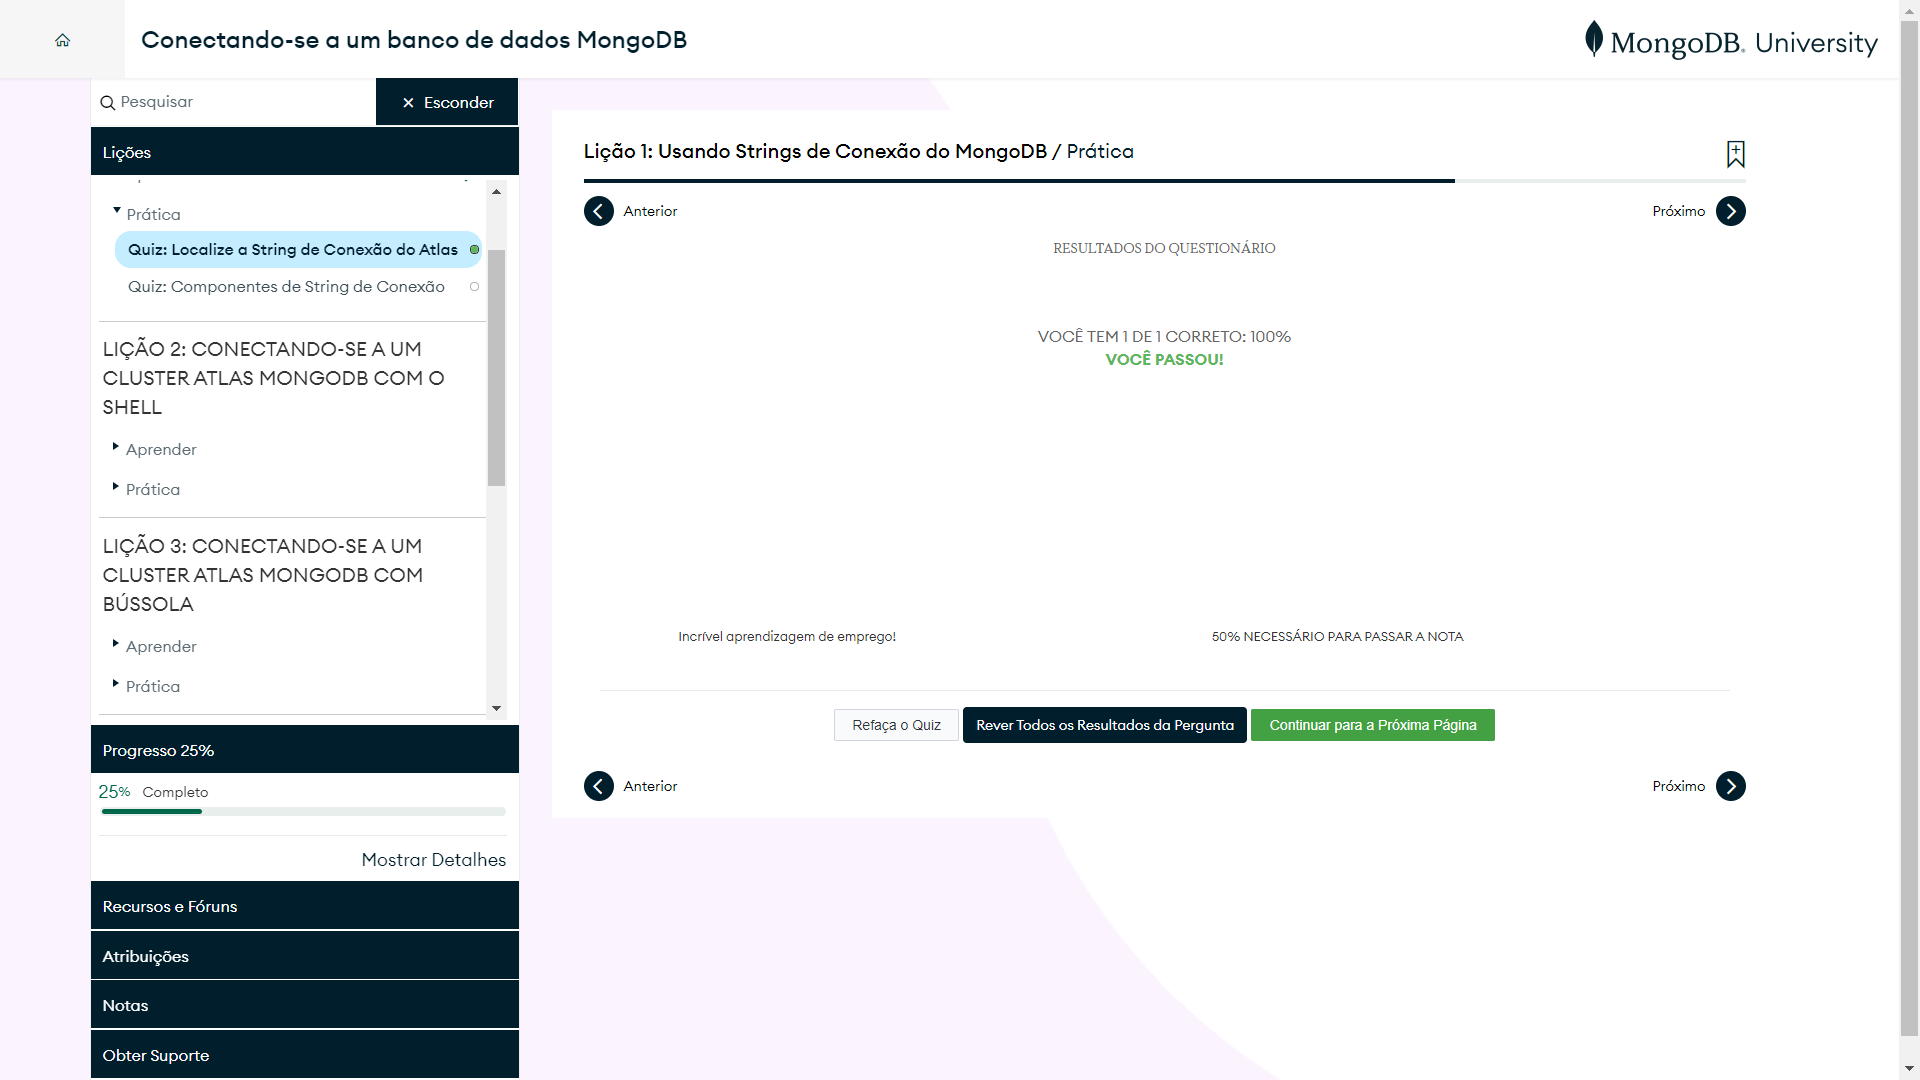 Conectando-se a um banco de dados MongoDB
MongoDB. University
Pesquisar
Esconder
Lições
Prática
Quiz: Localize a String de Conexão do Atlas
Quiz: Componentes de String de Conexão
LIÇÃO 2: CONECTANDO-SE A UM
CLUSTER ATLAS MONGODB COM O
SHELL
Aprender
Prática
LIÇÃO 3: CONECTANDO-SE A UM
CLUSTER ATLAS MONGODB COM
BÚSSOLA
Aprender
Prática
Progresso 25%
25% Completo
Mostrar Detalhes
Recursos e Fóruns
Atribuições
Notas
Obter Suporte
Lição 1: Usando Strings de Conexão do MongoDB / Prática
Anterior
Próximo
RESULTADOS DO QUESTIONÁRIO
VOCÊ TEM 1 DE 1 CORRETO: 100%
VOCÊ PASSOU!
Incrível aprendizagem de emprego!
50% NECESSÁRIO PARA PASSAR A NOTA
Refaça o Quiz
Rever Todos os Resultados da Pergunta
Continuar para a Próxima Página
Anterior
Próximo